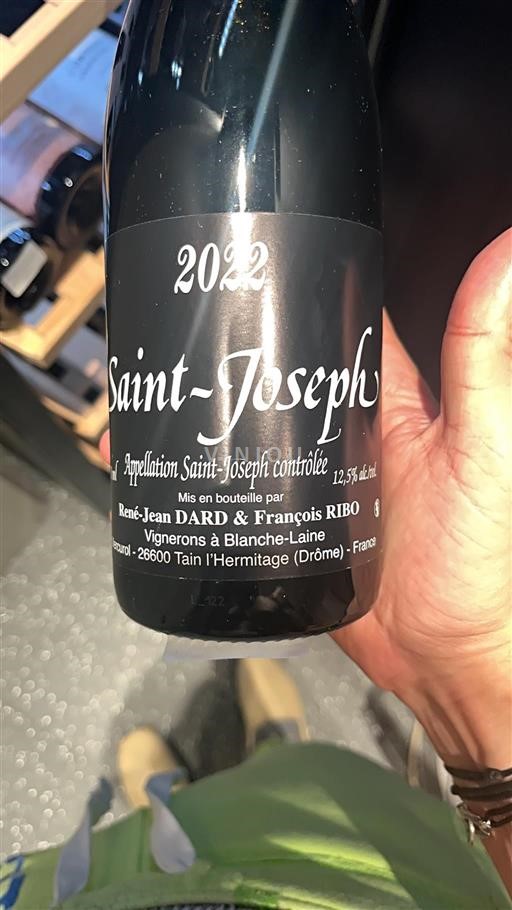 2022
Saint-Joseph
Appellation Saint-Joseph contrôlée 12,5% alc./vol.
Mis en bouteille par
René-Jean DARD & François RIBO
Vignerons à Blanche-Laine
26600 Tain l'Hermitage (Drôme) - France
VINIOU